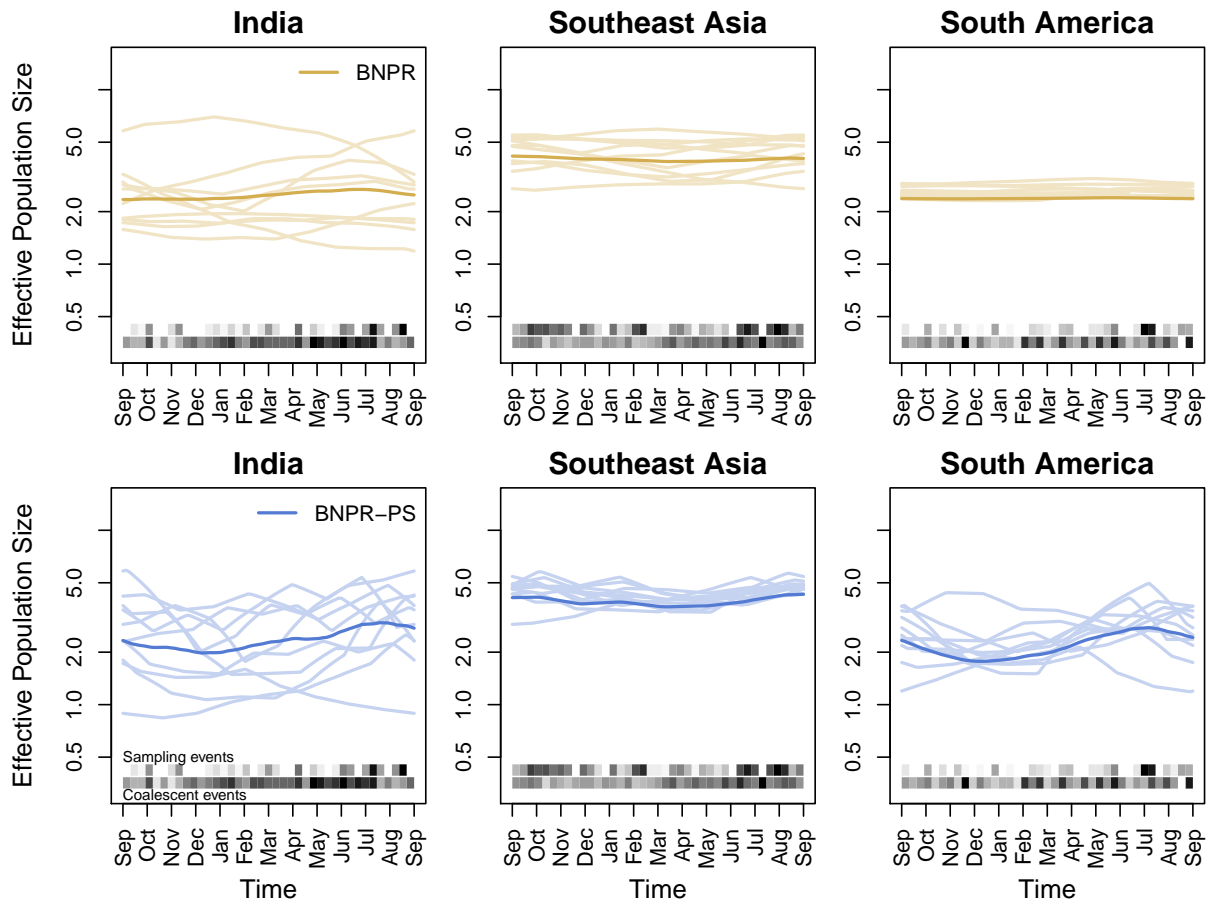 India
Southeast Asia
South America
Effective Population Size
0.5 1.0 2.0 5.0
BNPR
0.5 1.0 2.0 5.0
0.5 1.0 2.0 5.0
Sep Oct Nov Dec Jan Feb Mar Apr May Jun Jul Aug Sep
Sep Oct Nov Dec Jan Feb Mar Apr May Jun Jul Aug Sep
Sep Oct Nov Dec Jan Feb Mar Apr May Jun Jul Aug Sep
India
Southeast Asia
South America
Effective Population Size
0.5 1.0 2.0 5.0
BNPR−PS
Sampling events
Coalescent events
0.5 1.0 2.0 5.0
0.5 1.0 2.0 5.0
Sep Oct Nov Dec Jan Feb Mar Apr May Jun Jul Aug Sep
Sep Oct Nov Dec Jan Feb Mar Apr May Jun Jul Aug Sep
Sep Oct Nov Dec Jan Feb Mar Apr May Jun Jul Aug Sep
Time
Time
Time